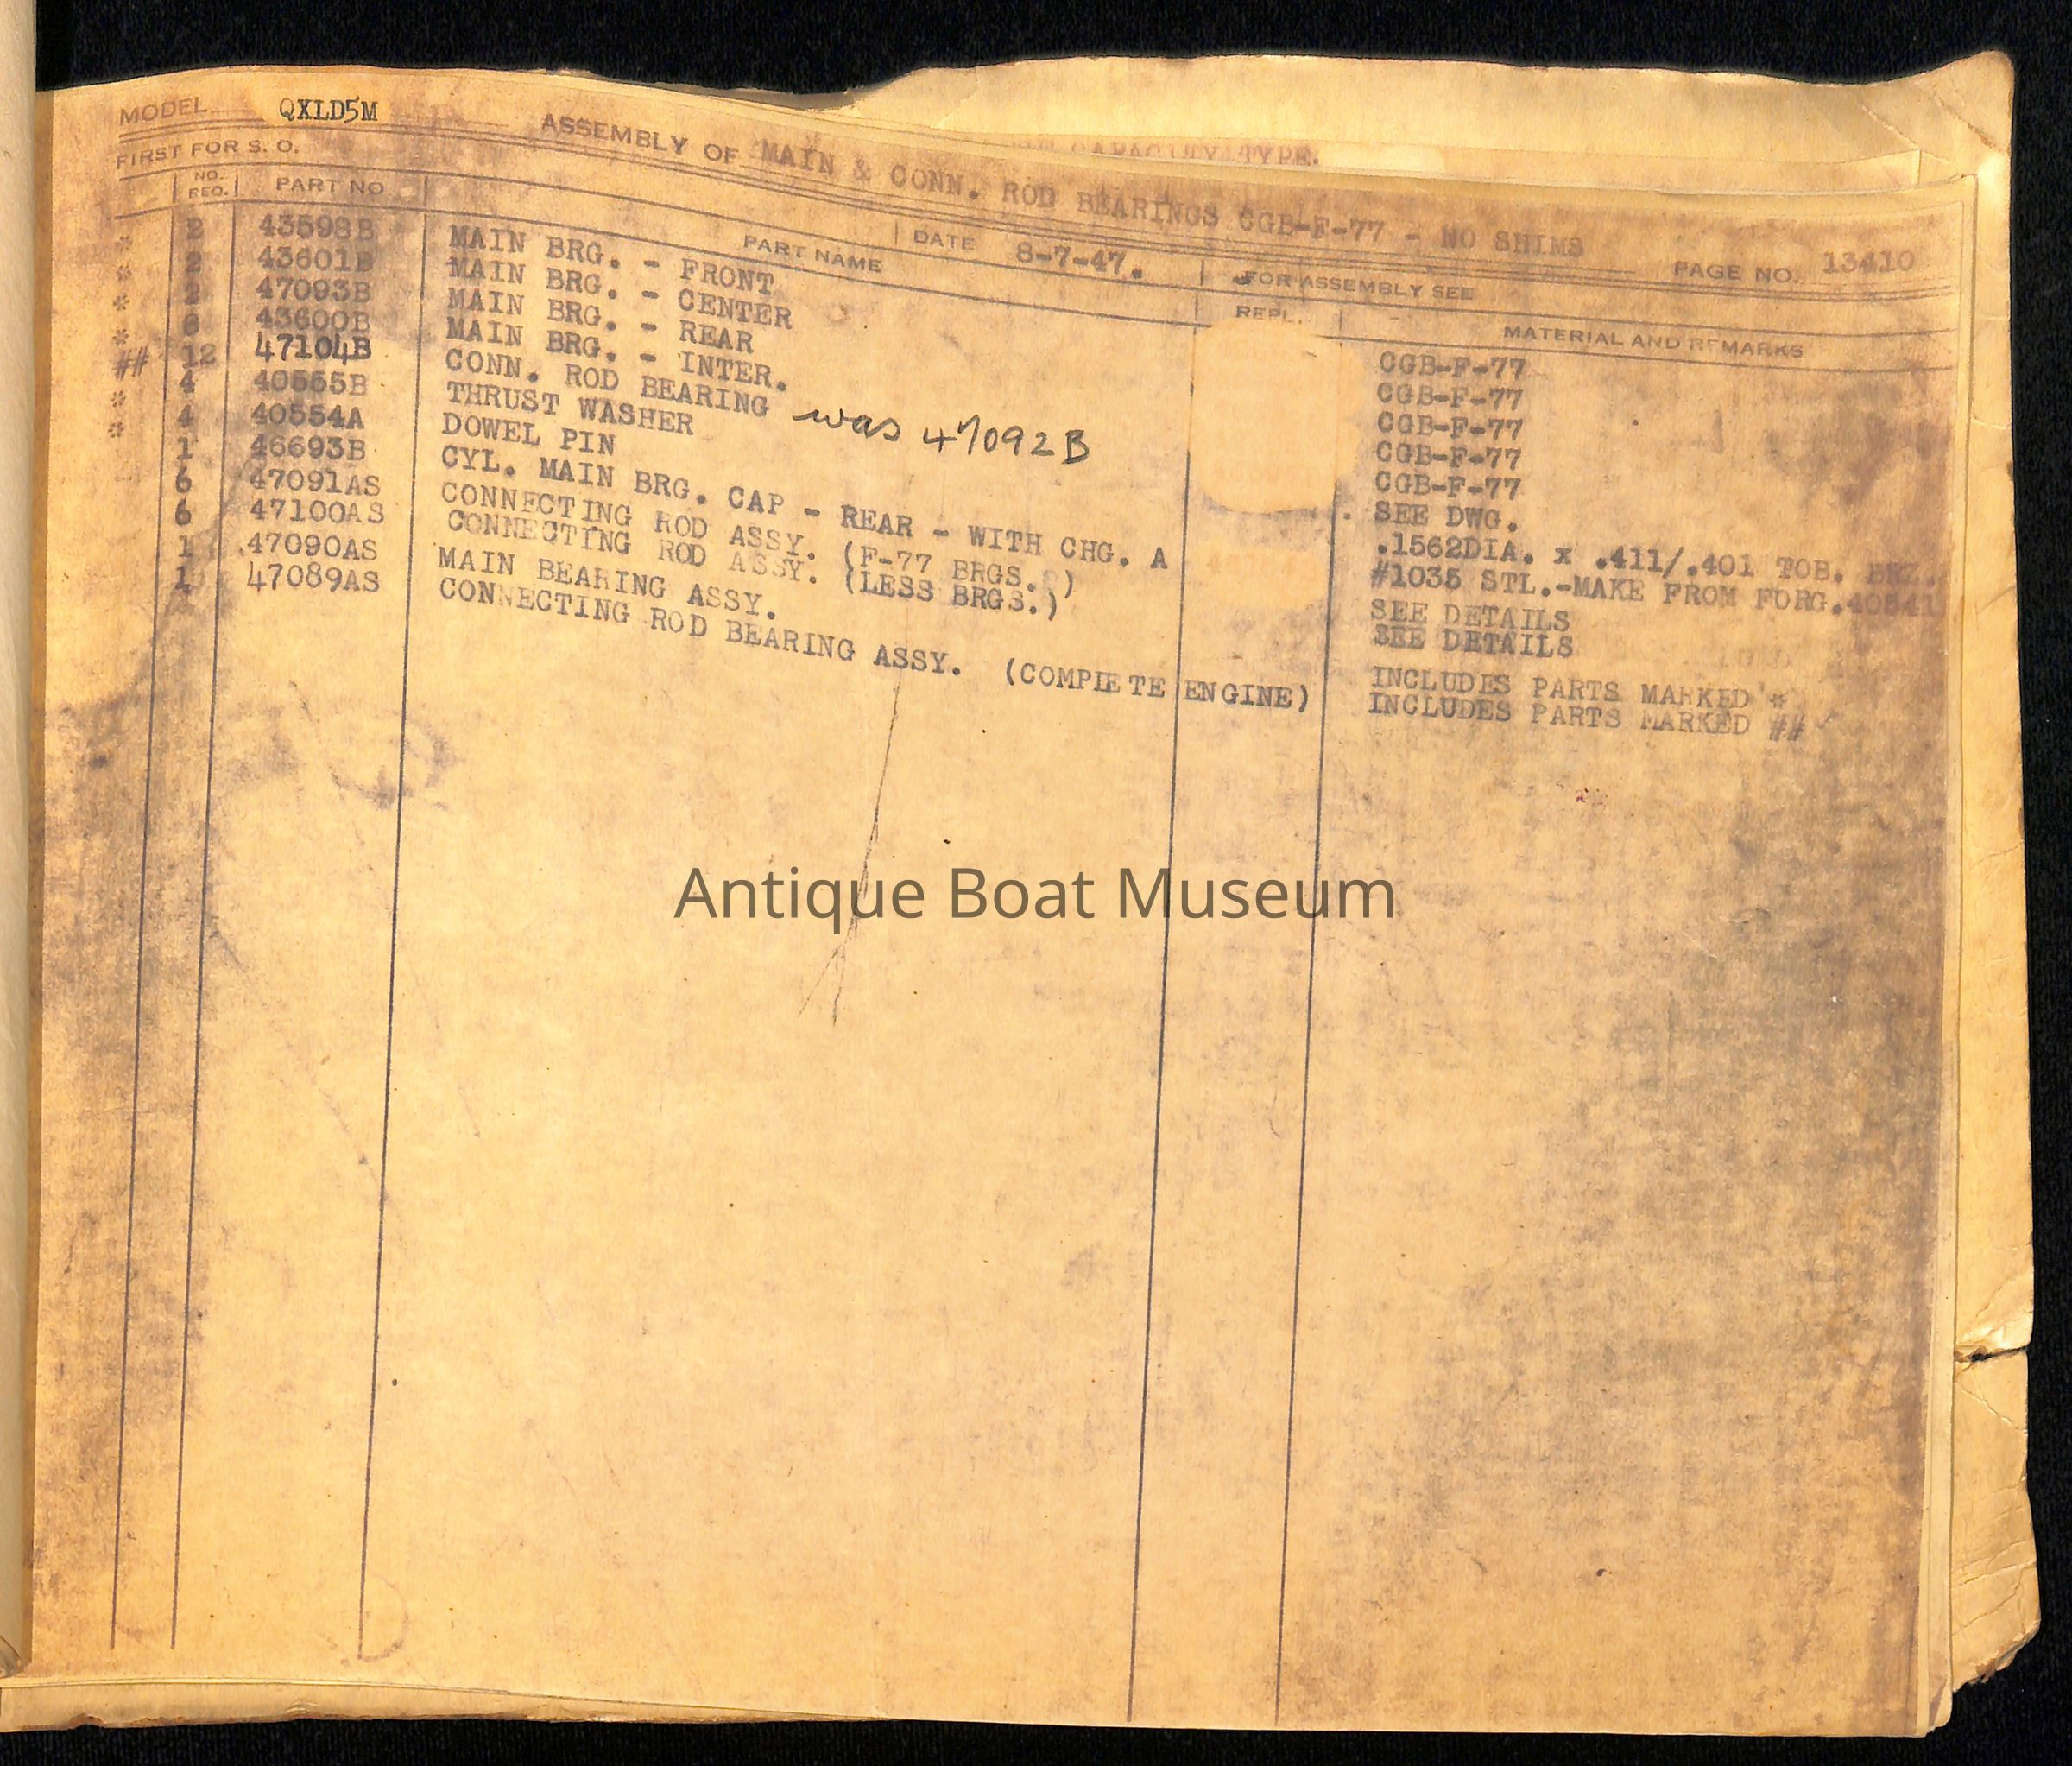 MODEL QXLD5M
CAPACITY TYPE.
ASSEMBLY OF MAIN & CONN. ROD BEARINGS CGB-F-77 - NO SHIMS
PAGE NO. 13410
FIRST FOR S. O.
DATE 8-7-47.
FOR ASSEMBLY SEE
NO. REQ. PART NO PART NAME REPL. MATERIAL AND REMARKS
* 2 43598B MAIN BRG. - FRONT CGB-F-77
* 2 43601B MAIN BRG. - CENTER CGB-F-77
* 2 47093B MAIN BRG. - REAR CGB-F-77
* 8 43600B MAIN BRG. - INTER. CGB-F-77
## 12 47104B CONN. ROD BEARING was 47092B CGB-F-77
* 4 40555B THRUST WASHER SEE DWG.
* 4 40554A DOWEL PIN .1562DIA. x .411/.401 TOB. BRZ.
1 46693B CYL. MAIN BRG. CAP - REAR - WITH CHG. A #1035 STL.-MAKE FROM FORG.40541
6 47091AS CONNECTING ROD ASSY. (F-77 BRGS.) SEE DETAILS
6 47100AS CONNECTING ROD ASSY. (LESS BRGS.) SEE DETAILS
1 47090AS MAIN BEARING ASSY. INCLUDES PARTS MARKED *
1 47089AS CONNECTING ROD BEARING ASSY. (COMPLETE ENGINE) INCLUDES PARTS MARKED ##
Antique Boat Museum